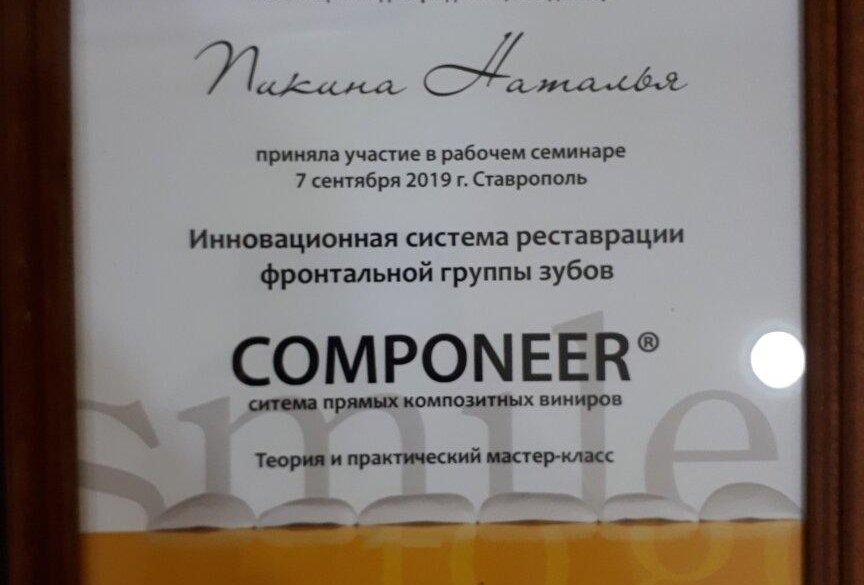 Пикина Наталья
приняла участие в рабочем семинаре
7 сентября 2019 г. Ставрополь
Инновационная система реставрации
фронтальной группы зубов
COMPONEER®
ситема прямых композитных виниров
smile
Теория и практический мастер-класс